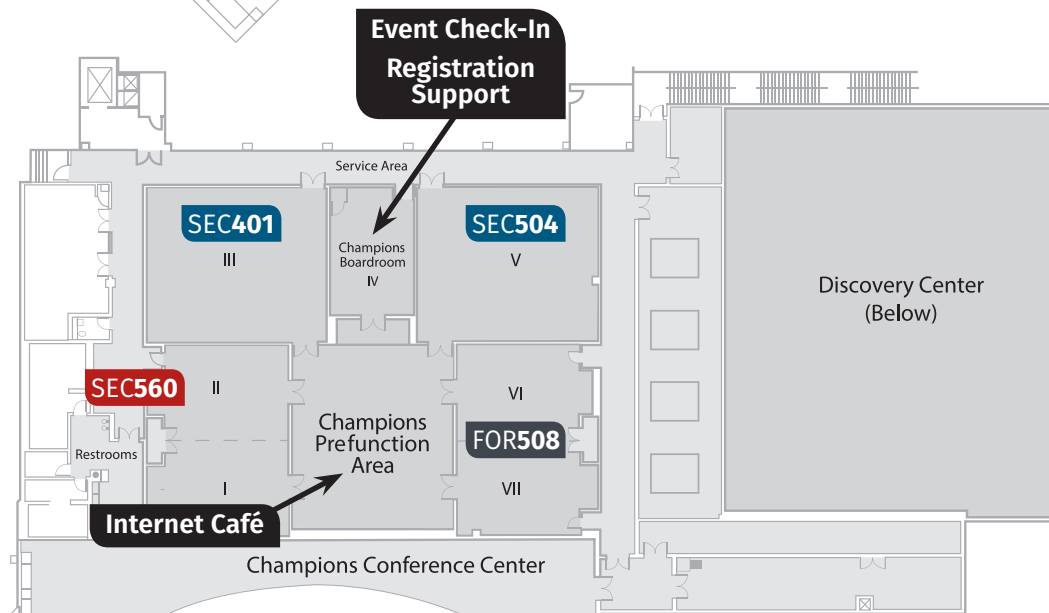 Event Check-In
Registration
Support
Service Area
SEC401
III
Champions
Boardroom
IV
SEC504
V
Discovery Center
(Below)
SEC560
II
Restrooms
I
Champions
Prefunction
Area
VI
FOR508
VII
Internet Café
Champions Conference Center